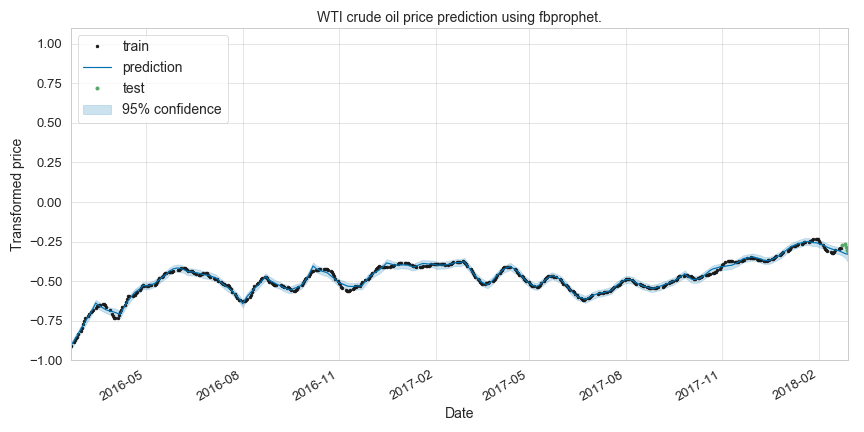 WTI crude oil price prediction using fbprophet.
train
prediction
test
95% confidence
1.00
0.75
0.50
0.25
0.00
−0.25
−0.50
−0.75
−1.00
Transformed price
2016-05
2016-08
2016-11
2017-02
2017-05
2017-08
2017-11
2018-02
Date